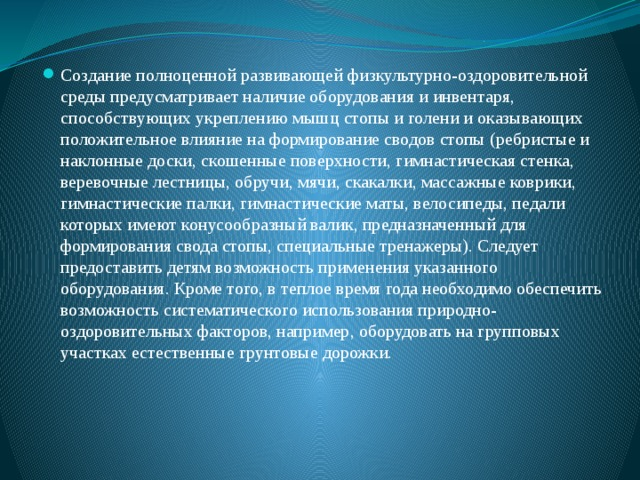 Создание полноценной развивающей физкультурно-оздоровительной
среды предусматривает наличие оборудования и инвентаря,
способствующих укреплению мышц стопы и голени и оказывающих
положительное влияние на формирование сводов стопы (ребристые и
наклонные доски, скошенные поверхности, гимнастическая стенка,
веревочные лестницы, обручи, мячи, скакалки, массажные коврики,
гимнастические палки, гимнастические маты, велосипеды, педали
которых имеют конусообразный валик, предназначенный для
формирования свода стопы, специальные тренажеры). Следует
предоставить детям возможность применения указанного
оборудования. Кроме того, в теплое время года необходимо обеспечить
возможность систематического использования природно-
оздоровительных факторов, например, оборудовать на групповых
участках естественные грунтовые дорожки.